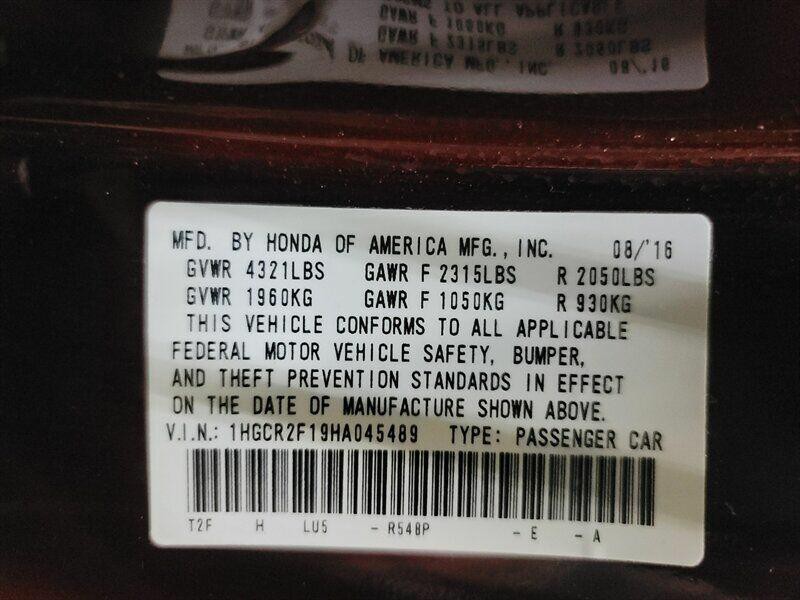 MFD. BY HONDA OF AMERICA MFG., INC. 08/'16
GVWR 4321LBS GAWR F 2315LBS R 2050LBS
GVWR 1960KG GAWR F 1050KG R 930KG
THIS VEHICLE CONFORMS TO ALL APPLICABLE
FEDERAL MOTOR VEHICLE SAFETY, BUMPER,
AND THEFT PREVENTION STANDARDS IN EFFECT
ON THE DATE OF MANUFACTURE SHOWN ABOVE.
V.I.N.: 1HGCR2F19HA045489 TYPE: PASSENGER CAR
T2F H LU5 - R548P - E - A